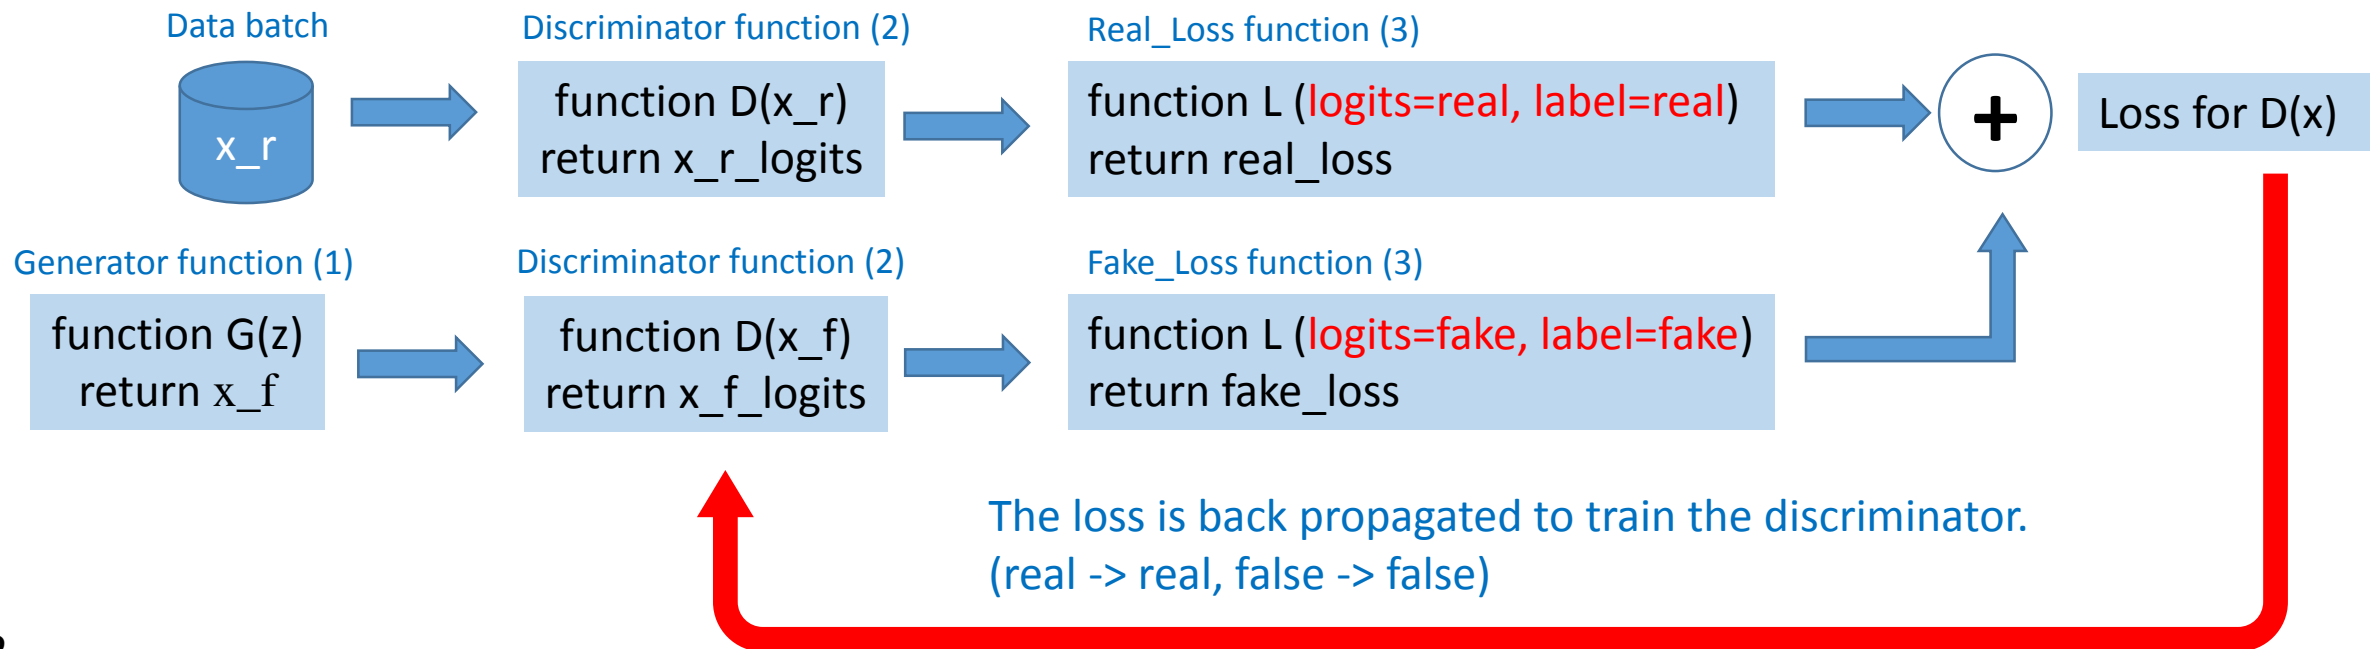 Data batch
x_r
Discriminator function (2)
function D(x_r)
return x_r_logits
Real_Loss function (3)
function L (logits=real, label=real)
return real_loss
+
Loss for D(x)
Generator function (1)
function G(z)
return x_f
Discriminator function (2)
function D(x_f)
return x_f_logits
Fake_Loss function (3)
function L (logits=fake, label=fake)
return fake_loss
The loss is back propagated to train the discriminator.
(real -> real, false -> false)